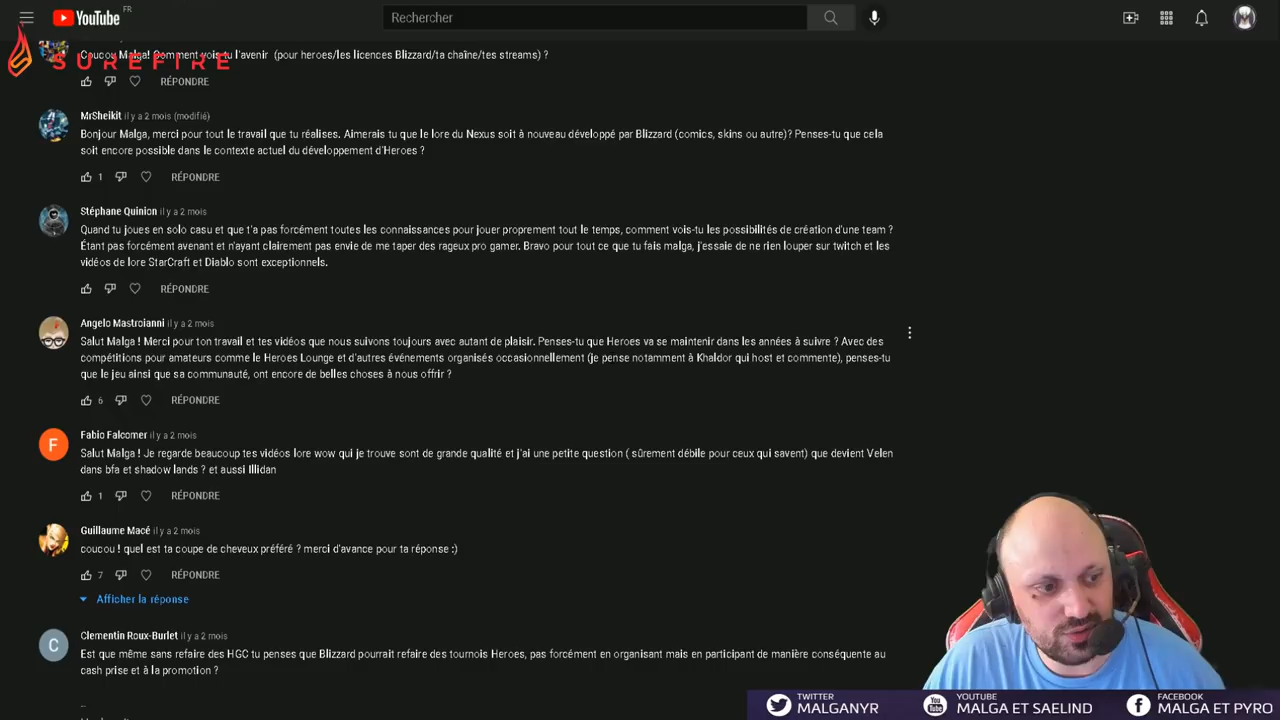 YouTube FR
Rechercher
SUREFIRE
Coucou Malga! Comment vois-tu l'avenir (pour heroes/les licences Blizzard/ta chaîne/tes streams) ?
RÉPONDRE
MrSheikit il y a 2 mois (modifié)
Bonjour Malga, merci pour tout le travail que tu réalises. Aimerais tu que le lore du Nexus soit à nouveau développé par Blizzard (comics, skins ou autre)? Penses-tu que cela
soit encore possible dans le contexte actuel du développement d'Heroes ?
1 RÉPONDRE
Stéphane Quinion il y a 2 mois
Quand tu joues en solo casu et que t'a pas forcément toutes les connaissances pour jouer proprement tout le temps, comment vois-tu les possibilités de création d'une team ?
Étant pas forcément avenant et n'ayant clairement pas envie de me taper des rageux pro gamer. Bravo pour tout ce que tu fais malga, j'essaie de ne rien louper sur twitch et les
vidéos de lore StarCraft et Diablo sont exceptionnels.
RÉPONDRE
Angelo Mastroianni il y a 2 mois
Salut Malga ! Merci pour ton travail et tes vidéos que nous suivons toujours avec autant de plaisir. Penses-tu que Heroes va se maintenir dans les années à suivre ? Avec des
compétitions pour amateurs comme le Heroes Lounge et d'autres événements organisés occasionnellement (je pense notamment à Khaldor qui host et commente), penses-tu
que le jeu ainsi que sa communauté, ont encore de belles choses à nous offrir ?
6 RÉPONDRE
F
Fabio Falcomer il y a 2 mois
Salut Malga ! Je regarde beaucoup tes vidéos lore wow qui je trouve sont de grande qualité et j'ai une petite question ( sûrement débile pour ceux qui savent) que devient Velen
dans bfa et shadow lands ? et aussi Illidan
1 RÉPONDRE
Guillaume Macé il y a 2 mois
coucou ! quel est ta coupe de cheveux préféré ? merci d'avance pour ta réponse :)
7 RÉPONDRE
Afficher la réponse
C
Clementin Roux-Burlet il y a 2 mois
Est que même sans refaire des HGC tu penses que Blizzard pourrait refaire des tournois Heroes, pas forcément en organisant mais en participant de manière conséquente au
cash prise et à la promotion ?
TWITTER
MALGANYR
YOUTUBE
MALGA ET SAELIND
FACEBOOK
MALGA ET PYRO